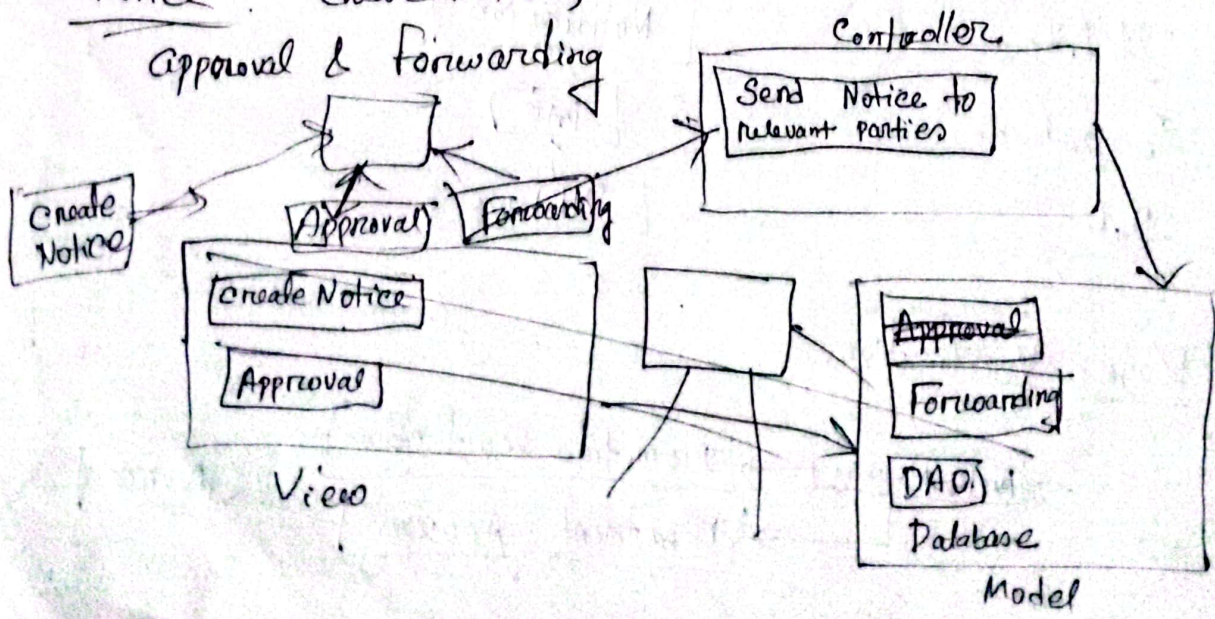 Approval & Forwarding
Controller
Send Notice to
relevant parties
Create
Notice
Approval
Forwarding
Create Notice
Approval
View
Approval
Forwarding
DAO
Database
Model